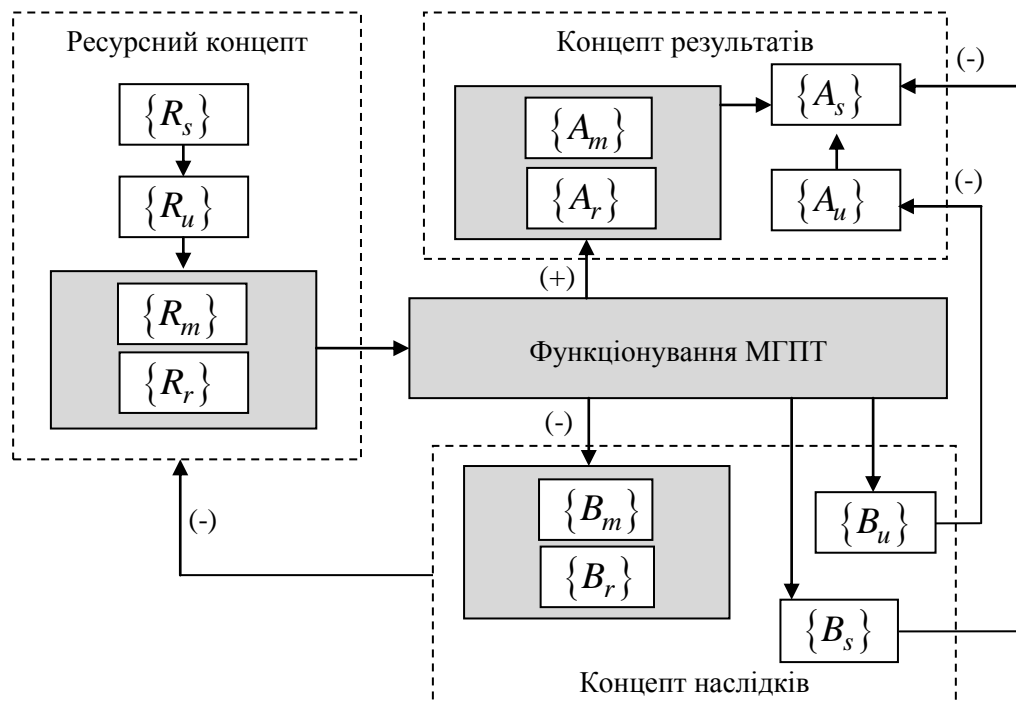 Ресурсний концепт
{R_s}
{R_u}
{R_m}
{R_r}
Концепт результатів
{A_m}
{A_r}
{A_s}
{A_u}
(-)
(-)
(+)
Функціонування МГПТ
(-)
(-)
{B_m}
{B_r}
{B_u}
{B_s}
Концепт наслідків